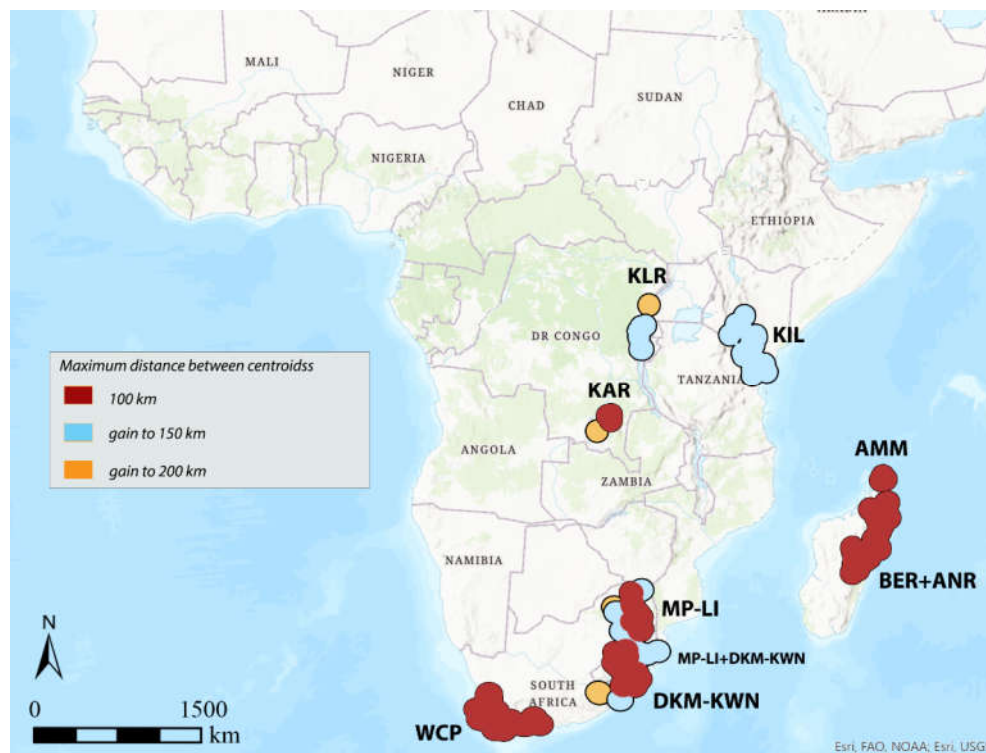 MALI
NIGER
CHAD
SUDAN
NIGERIA
ETHIOPIA
KLR
DR CONGO
KIL
TANZANIA
Maximum distance between centroidss
100 km
gain to 150 km
gain to 200 km
KAR
ANGOLA
ZAMBIA
AMM
NAMIBIA
BER+ANR
MP-LI
MP-LI+DKM-KWN
N
SOUTH
AFRICA
DKM-KWN
0 1500
km
WCP
Esri, FAO, NOAA; Esri, USG